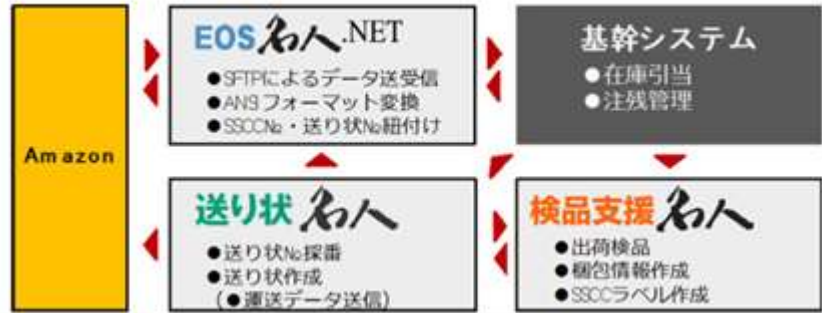 Amazon
EOS名人.NET
●SFTPによるデータ送受信
●ANSIフォーマット変換
●SSCCNo・送り状No紐付け
基幹システム
●在庫引当
●注残管理
送り状名人
●送り状No採番
●送り状作成
(●運送データ送信)
検品支援名人
●出荷検品
●梱包情報作成
●SSCCラベル作成